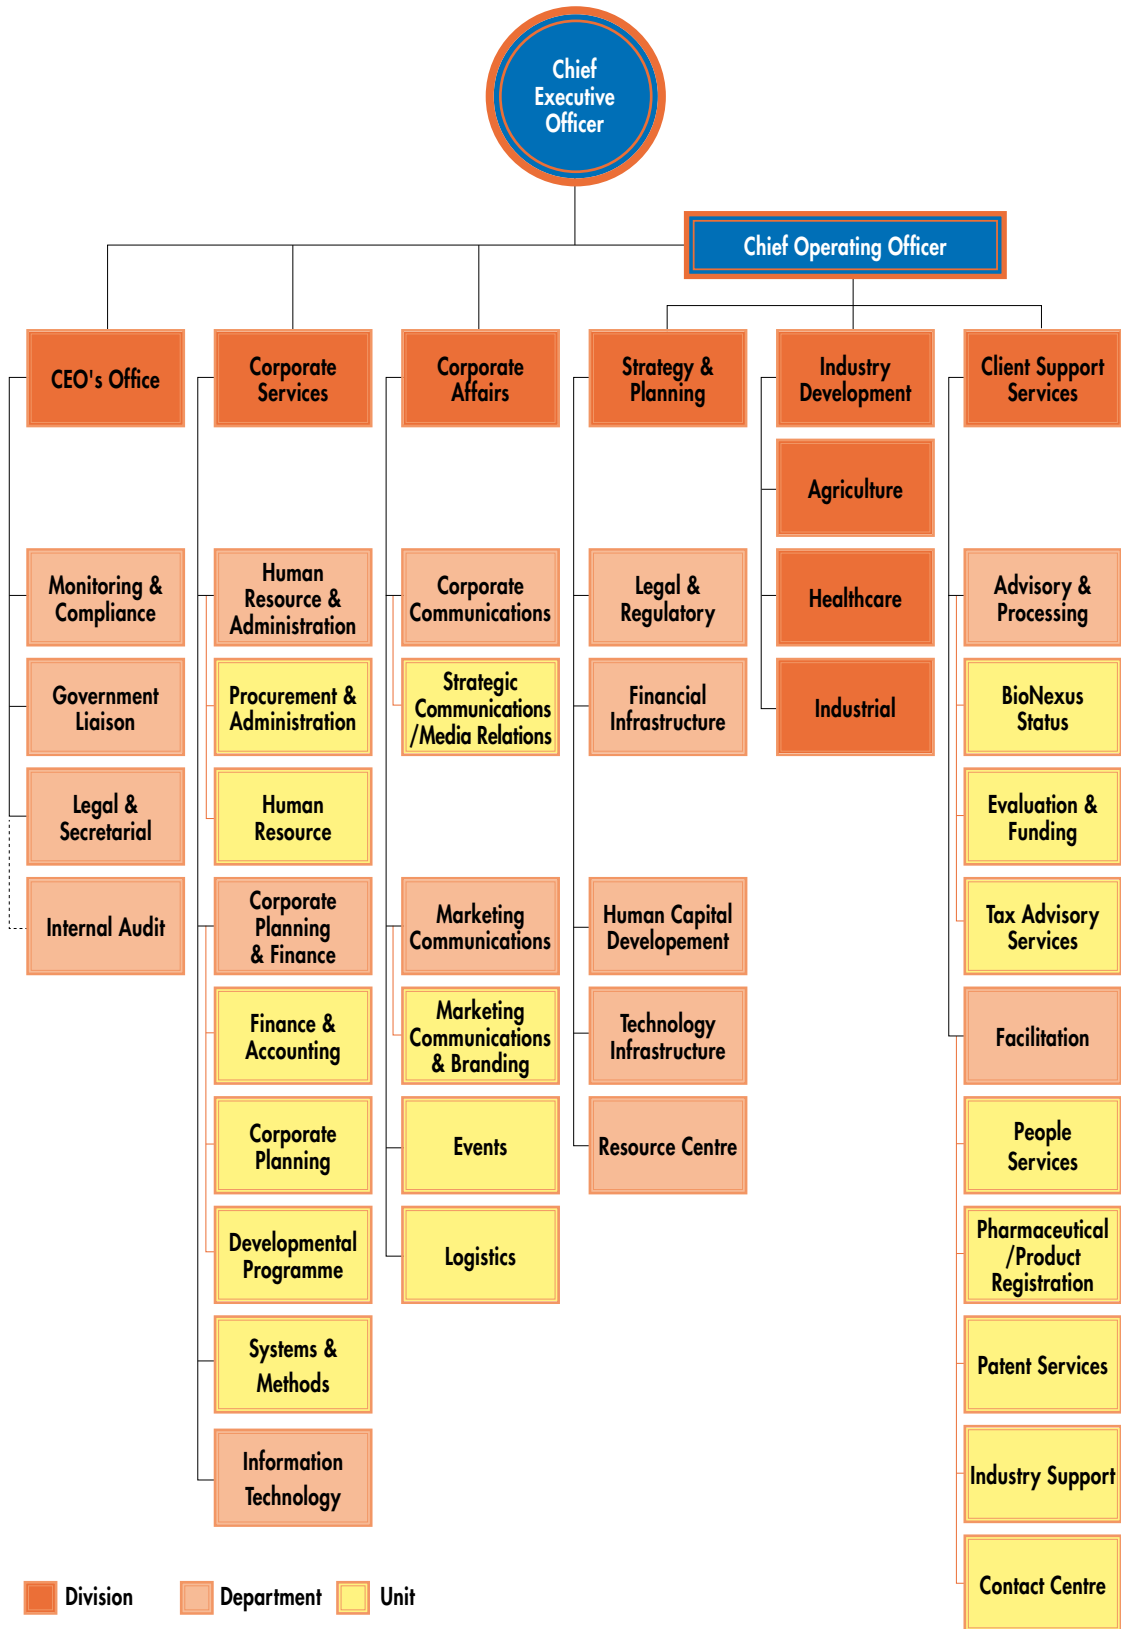 Chief
Executive
Officer
Chief Operating Officer
CEO's Office
Corporate
Services
Corporate
Affairs
Strategy &
Planning
Industry
Development
Client Support
Services
Monitoring &
Compliance
Government
Liaison
Legal &
Secretarial
Internal Audit
Human
Resource &
Administration
Procurement &
Administration
Human
Resource
Corporate
Planning
& Finance
Finance &
Accounting
Corporate
Planning
Developmental
Programme
Systems &
Methods
Information
Technology
Corporate
Communications
Strategic
Communications
/Media Relations
Marketing
Communications
Marketing
Communications
& Branding
Events
Logistics
Legal &
Regulatory
Financial
Infrastructure
Human Capital
Developement
Technology
Infrastructure
Resource Centre
Agriculture
Healthcare
Industrial
Advisory &
Processing
BioNexus
Status
Evaluation &
Funding
Tax Advisory
Services
Facilitation
People
Services
Pharmaceutical
/Product
Registration
Patent Services
Industry Support
Contact Centre
Division
Department
Unit